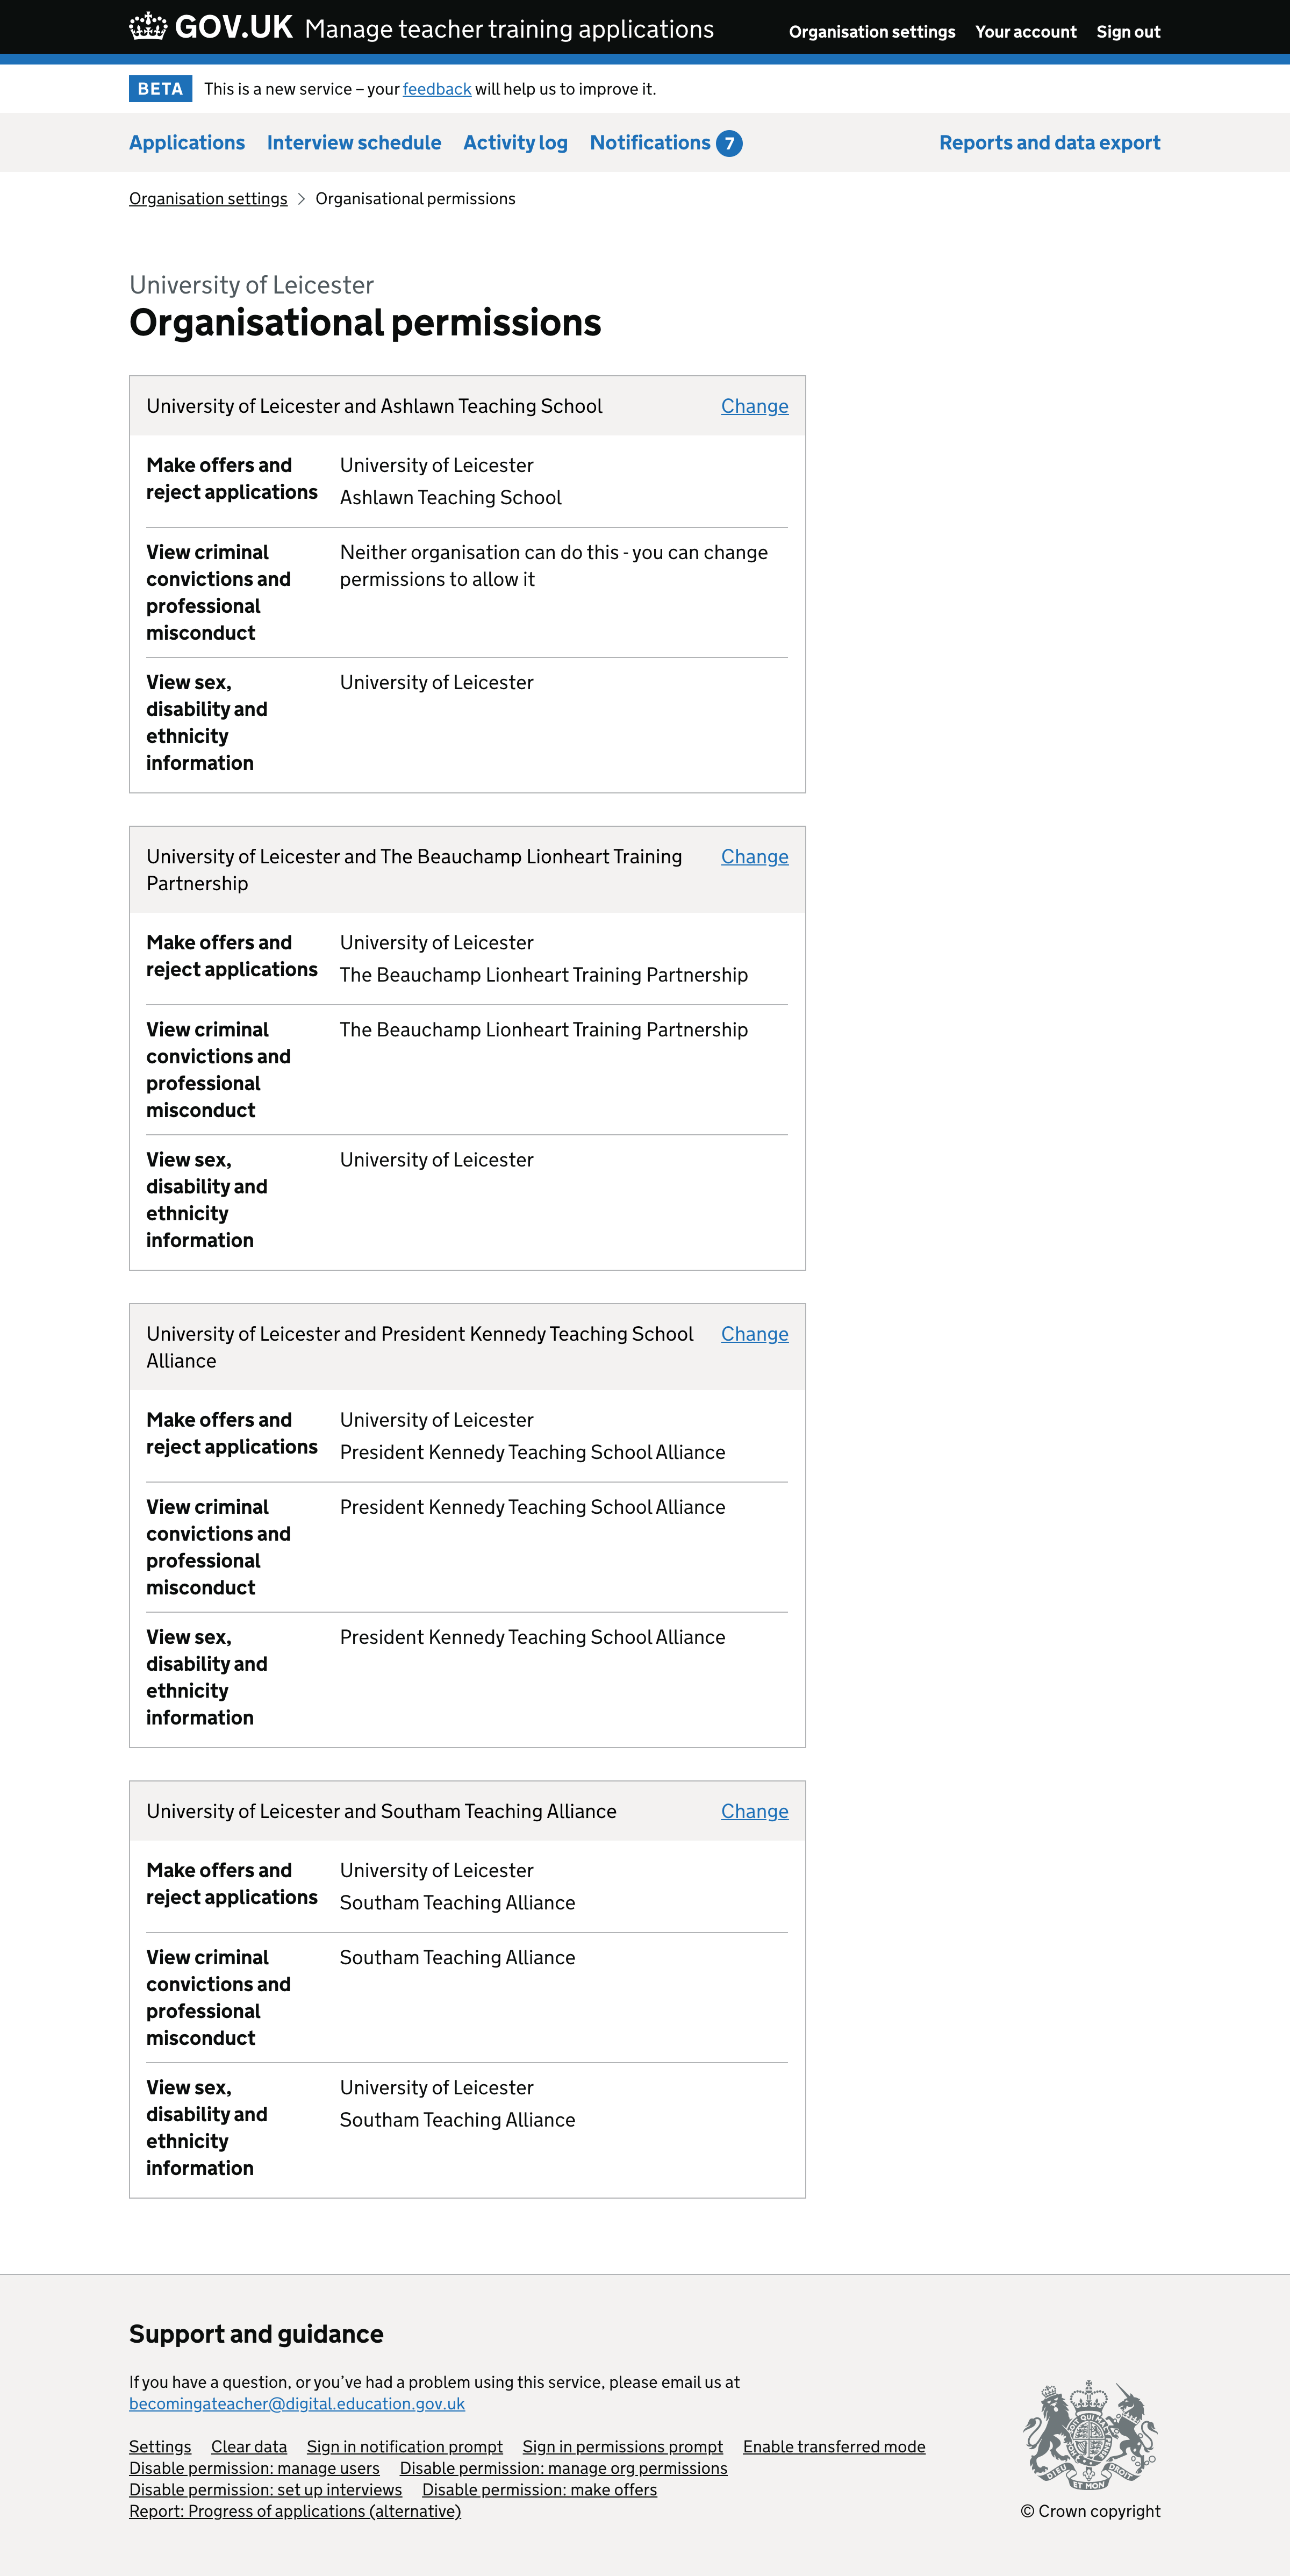 GOV.UK Manage teacher training applications Organisation settings Your account Sign out
BETA This is a new service – your feedback will help us to improve it.
Applications Interview schedule Activity log Notifications 7 Reports and data export
Organisation settings Organisational permissions
University of Leicester
Organisational permissions
University of Leicester and Ashlawn Teaching School Change
Make offers and
reject applications
University of Leicester
Ashlawn Teaching School
View criminal
convictions and
professional
misconduct
Neither organisation can do this - you can change
permissions to allow it
View sex,
disability and
ethnicity
information
University of Leicester
University of Leicester and The Beauchamp Lionheart Training
Partnership
Change
Make offers and
reject applications
University of Leicester
The Beauchamp Lionheart Training Partnership
View criminal
convictions and
professional
misconduct
The Beauchamp Lionheart Training Partnership
View sex,
disability and
ethnicity
information
University of Leicester
University of Leicester and President Kennedy Teaching School
Alliance
Change
Make offers and
reject applications
University of Leicester
President Kennedy Teaching School Alliance
View criminal
convictions and
professional
misconduct
President Kennedy Teaching School Alliance
View sex,
disability and
ethnicity
information
President Kennedy Teaching School Alliance
University of Leicester and Southam Teaching Alliance Change
Make offers and
reject applications
University of Leicester
Southam Teaching Alliance
View criminal
convictions and
professional
misconduct
Southam Teaching Alliance
View sex,
disability and
ethnicity
information
University of Leicester
Southam Teaching Alliance
Support and guidance
If you have a question, or you’ve had a problem using this service, please email us at
becomingateacher@digital.education.gov.uk
Settings Clear data Sign in notification prompt Sign in permissions prompt Enable transferred mode
Disable permission: manage users Disable permission: manage org permissions
Disable permission: set up interviews Disable permission: make offers
Report: Progress of applications (alternative)
DIEU ET MON DROIT
© Crown copyright